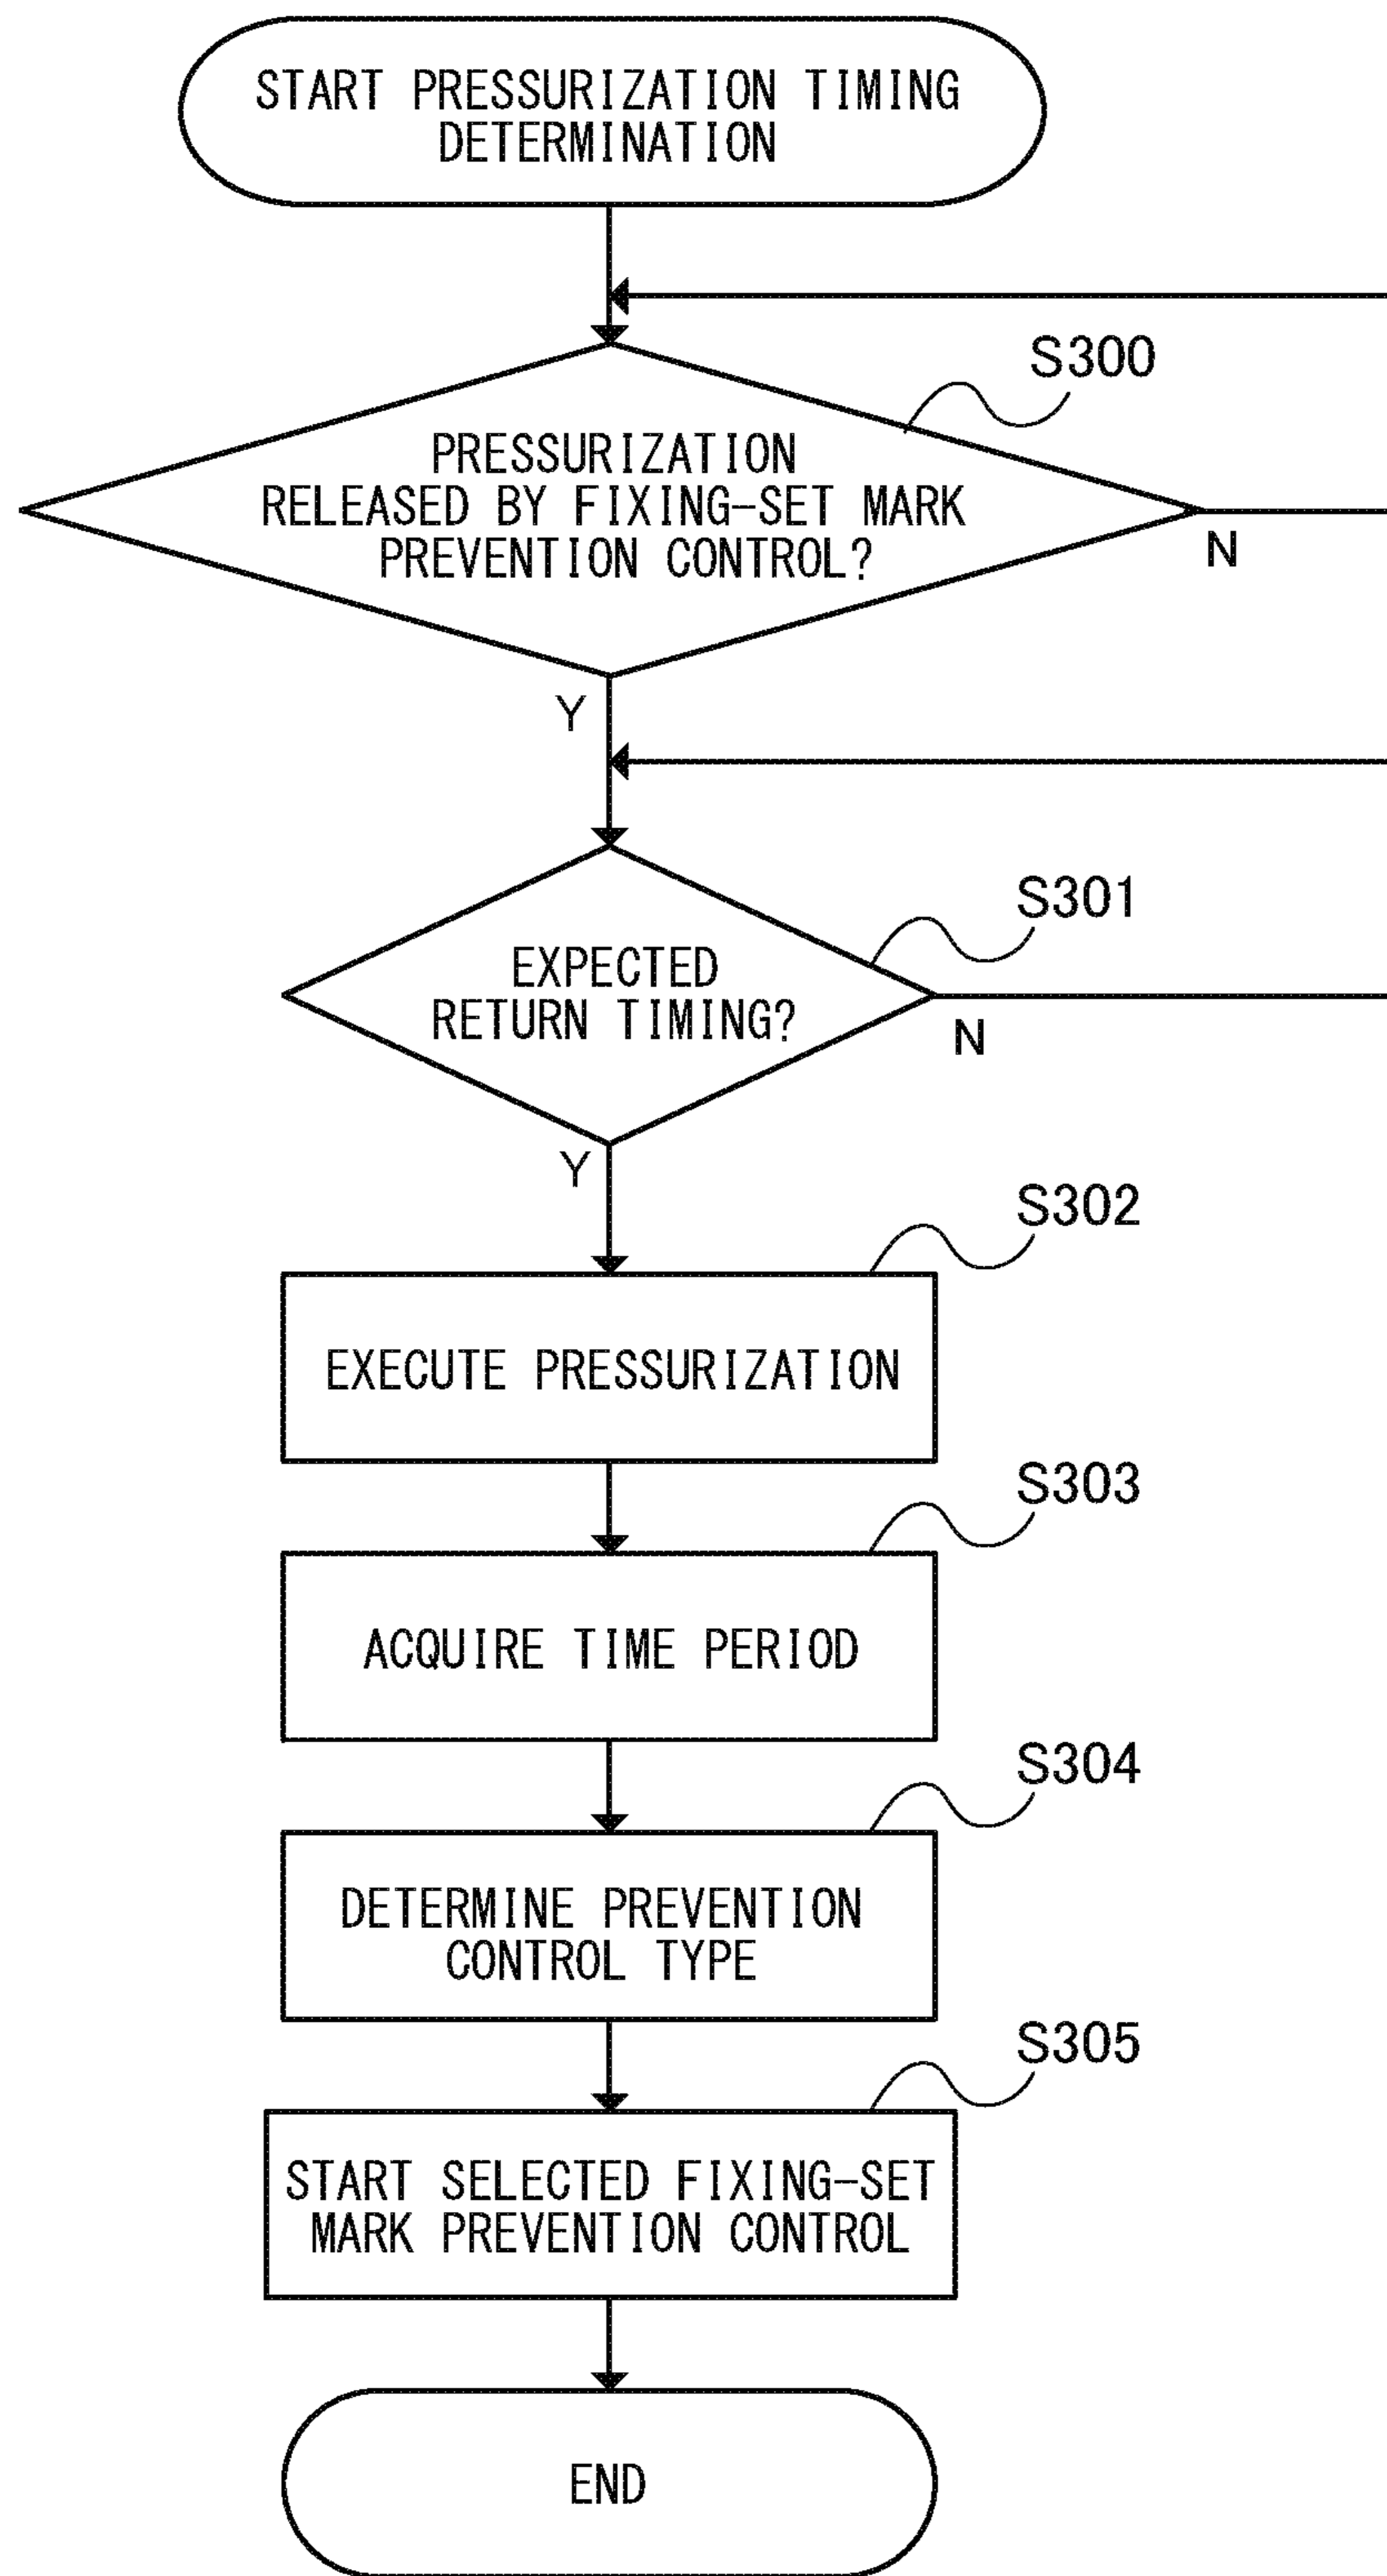 START PRESSURIZATION TIMING
DETERMINATION
S300
PRESSURIZATION
RELEASED BY FIXING-SET MARK
PREVENTION CONTROL?
N
Y
S301
EXPECTED
RETURN TIMING?
N
Y
S302
EXECUTE PRESSURIZATION
S303
ACQUIRE TIME PERIOD
S304
DETERMINE PREVENTION
CONTROL TYPE
S305
START SELECTED FIXING-SET
MARK PREVENTION CONTROL
END